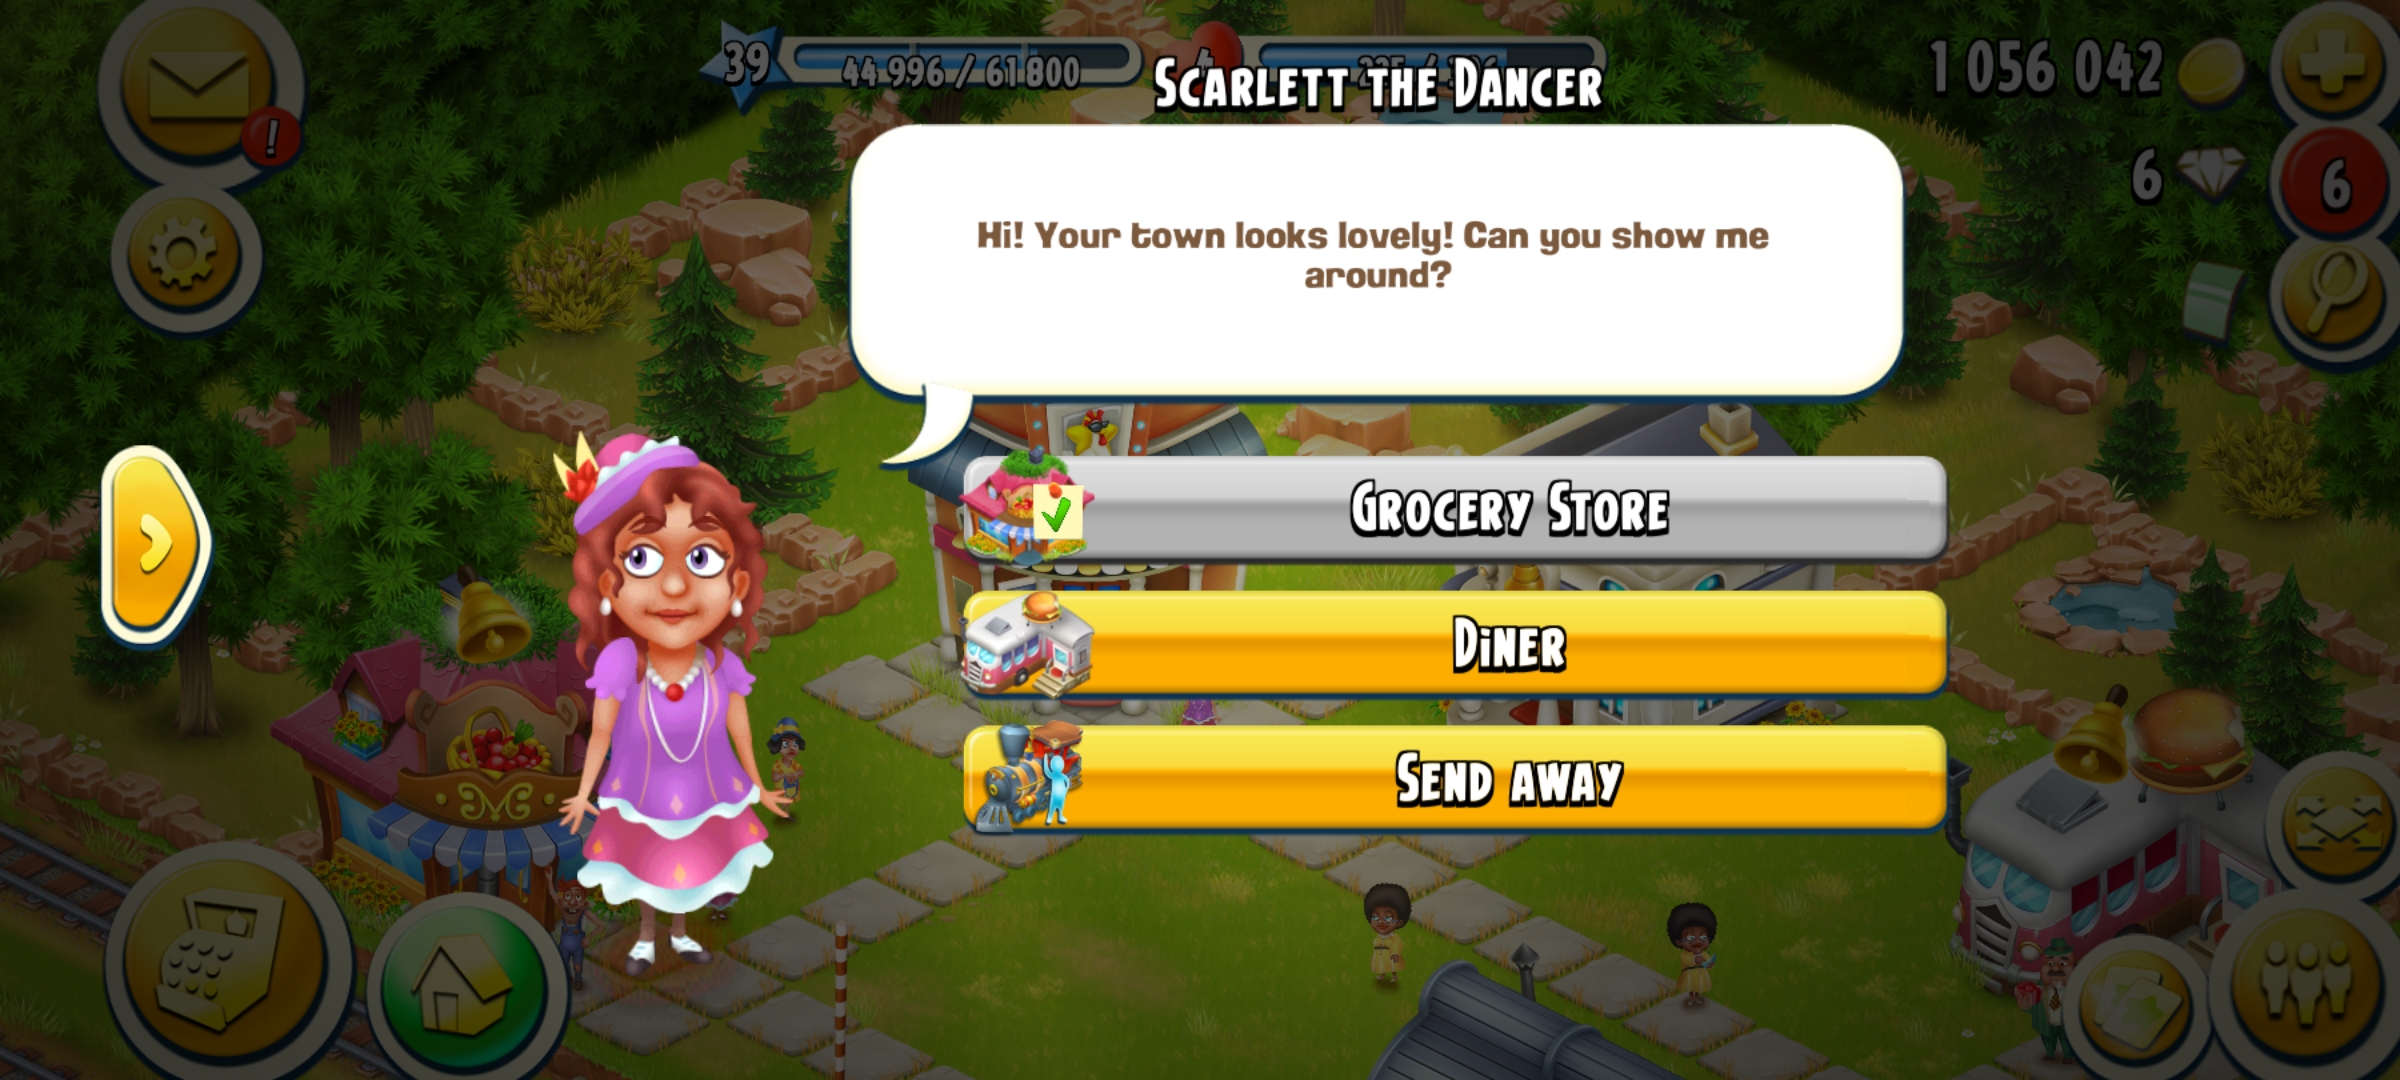 39
44 996 / 61 800
4
SCARLETT THE DANCER
1 056 042
6
6
!
Hi! Your town looks lovely! Can you show me
around?
GROCERY STORE
DINER
SEND AWAY